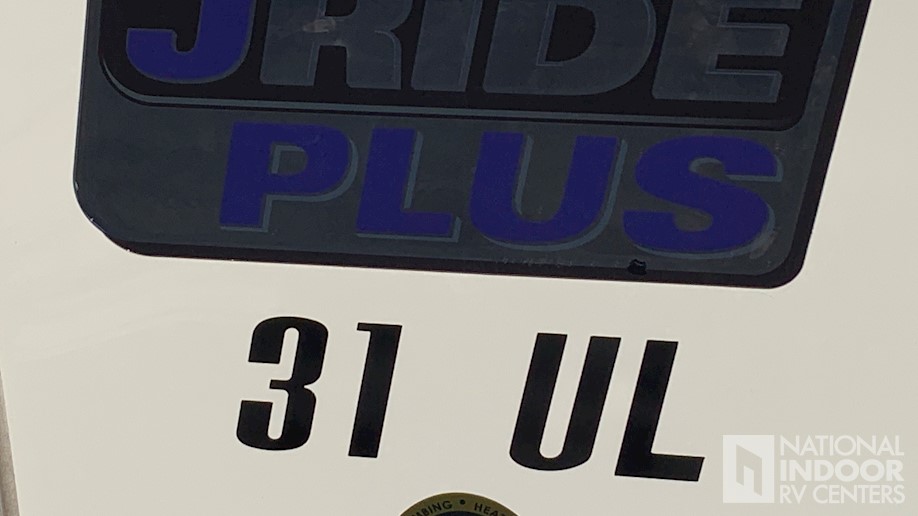 JRIDE
PLUS
31 UL
NATIONAL
INDOOR
RV CENTERS